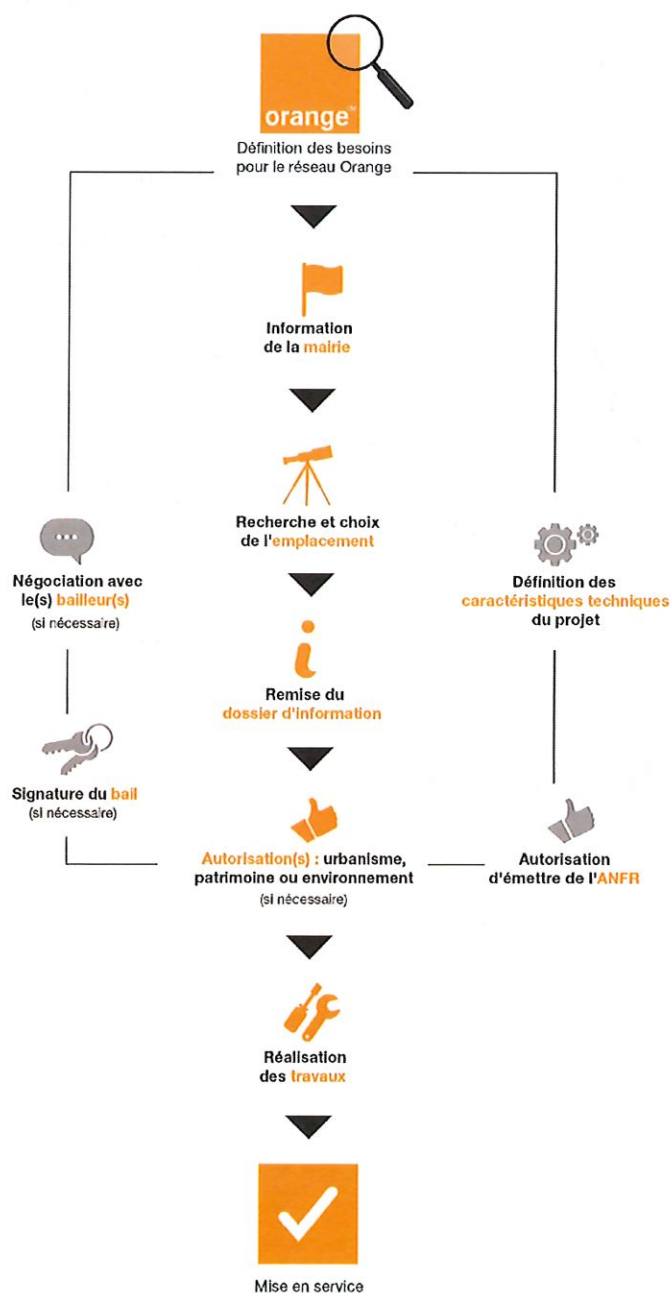 orange™
Définition des besoins
pour le réseau Orange
Information
de la mairie
Recherche et choix
de l'emplacement
Négociation avec
le(s) bailleur(s)
(si nécessaire)
Définition des
caractéristiques techniques
du projet
Remise du
dossier d'information
Signature du bail
(si nécessaire)
Autorisation(s) : urbanisme,
patrimoine ou environnement
(si nécessaire)
Autorisation
d'émettre de l'ANFR
Réalisation
des travaux
Mise en service